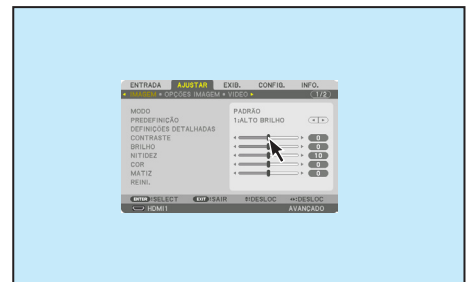 ENTRADA AJUSTAR EXIB. CONFIG. INFO.
IMAGEM • OPÇÕES IMAGEM • VIDEO 1/2
MODO PADRÃO
PREDEFINIÇÃO 1:ALTO BRILHO
DEFINIÇÕES DETALHADAS
CONTRASTE 0
BRILHO 0
NITIDEZ 10
COR 0
MATIZ 0
REINI.
ENTER :SELECT EXIT :SAIR ↕:DESLOC ↔:DESLOC
HDMI1 AVANÇADO